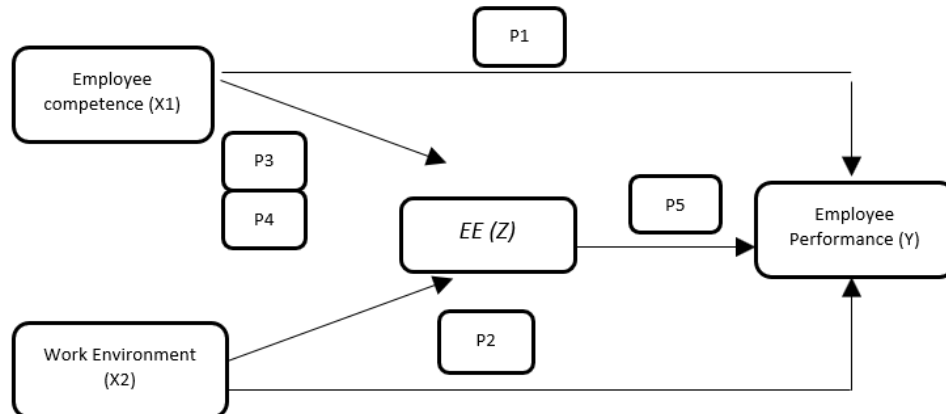 P1
Employee
competence (X1)
P3
P4
EE (Z)
P5
Employee
Performance (Y)
P2
Work Environment
(X2)